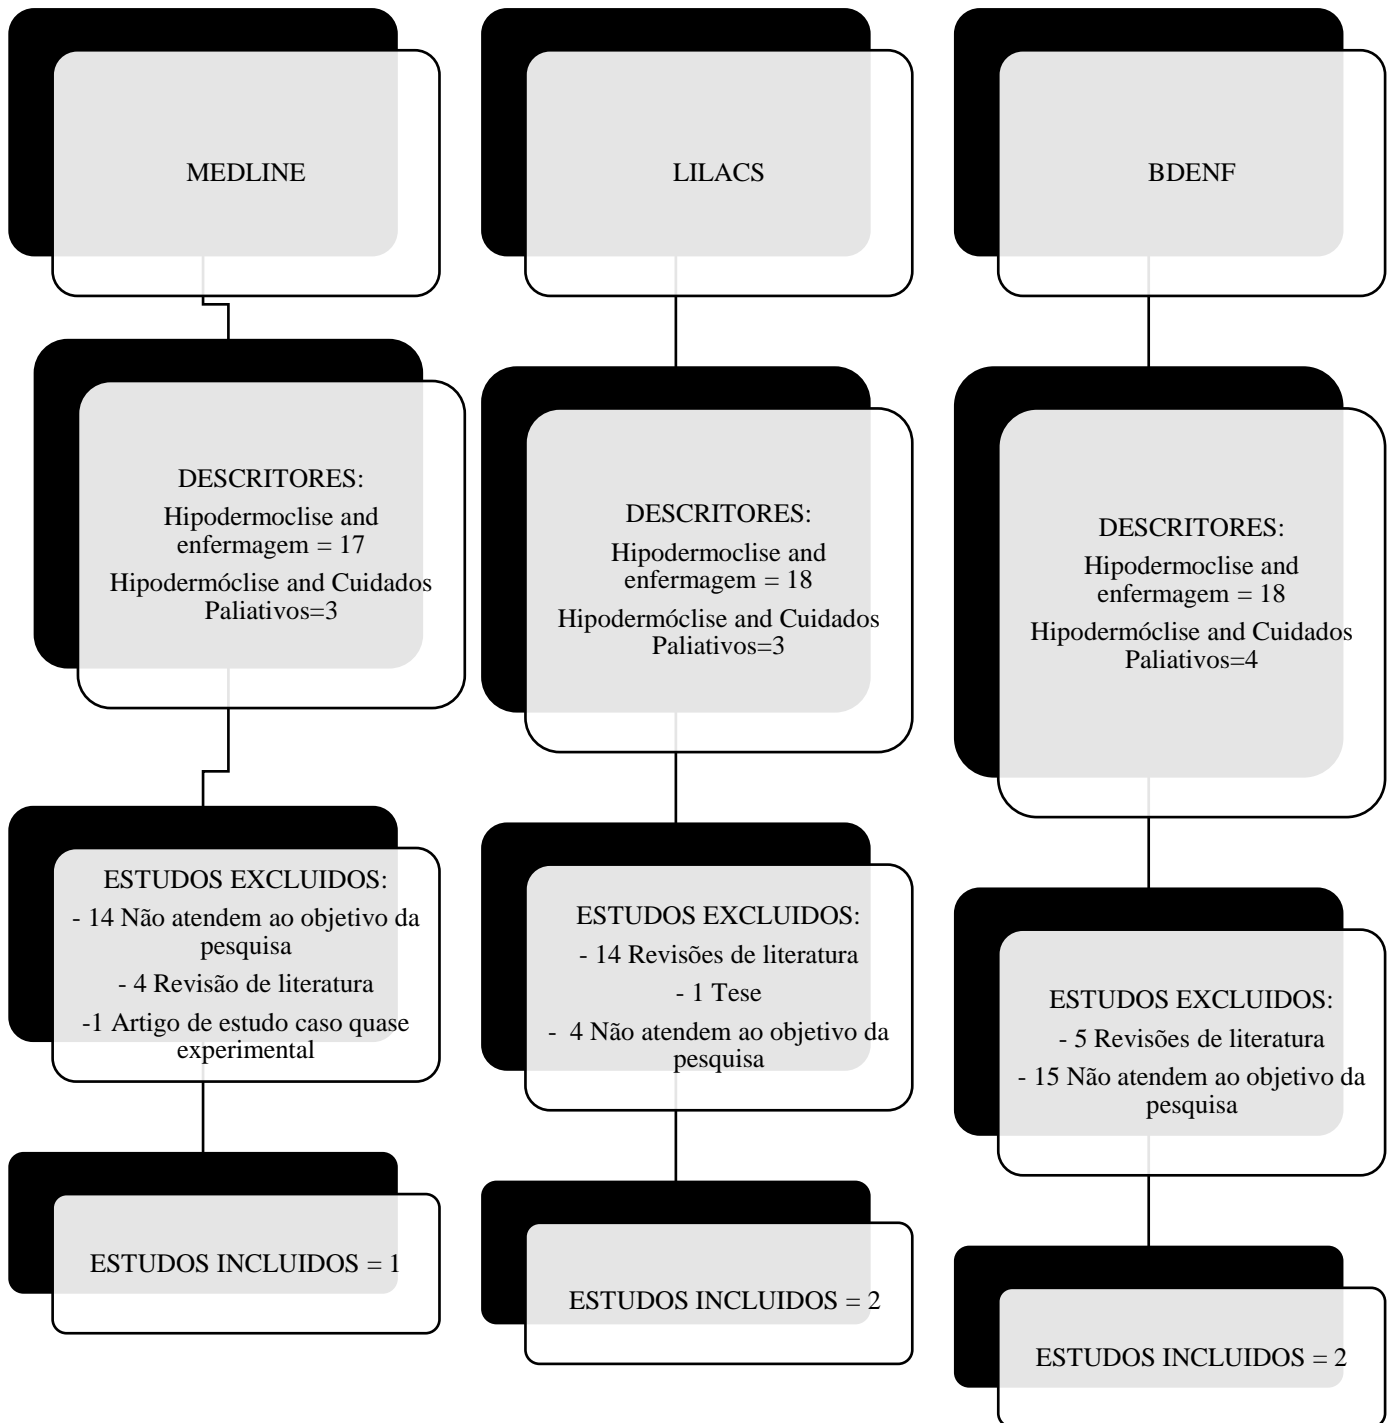 MEDLINE
DESCRITORES:
Hipodermoclise and
enfermagem = 17
Hipodermóclise and Cuidados
Paliativos=3
ESTUDOS EXCLUIDOS:
- 14 Não atendem ao objetivo da
pesquisa
- 4 Revisão de literatura
-1 Artigo de estudo caso quase
experimental
ESTUDOS INCLUIDOS = 1
LILACS
DESCRITORES:
Hipodermoclise and
enfermagem = 18
Hipodermóclise and Cuidados
Paliativos=3
ESTUDOS EXCLUIDOS:
- 14 Revisões de literatura
- 1 Tese
- 4 Não atendem ao objetivo da
pesquisa
ESTUDOS INCLUIDOS = 2
BDENF
DESCRITORES:
Hipodermoclise and
enfermagem = 18
Hipodermóclise and Cuidados
Paliativos=4
ESTUDOS EXCLUIDOS:
- 5 Revisões de literatura
- 15 Não atendem ao objetivo da
pesquisa
ESTUDOS INCLUIDOS = 2